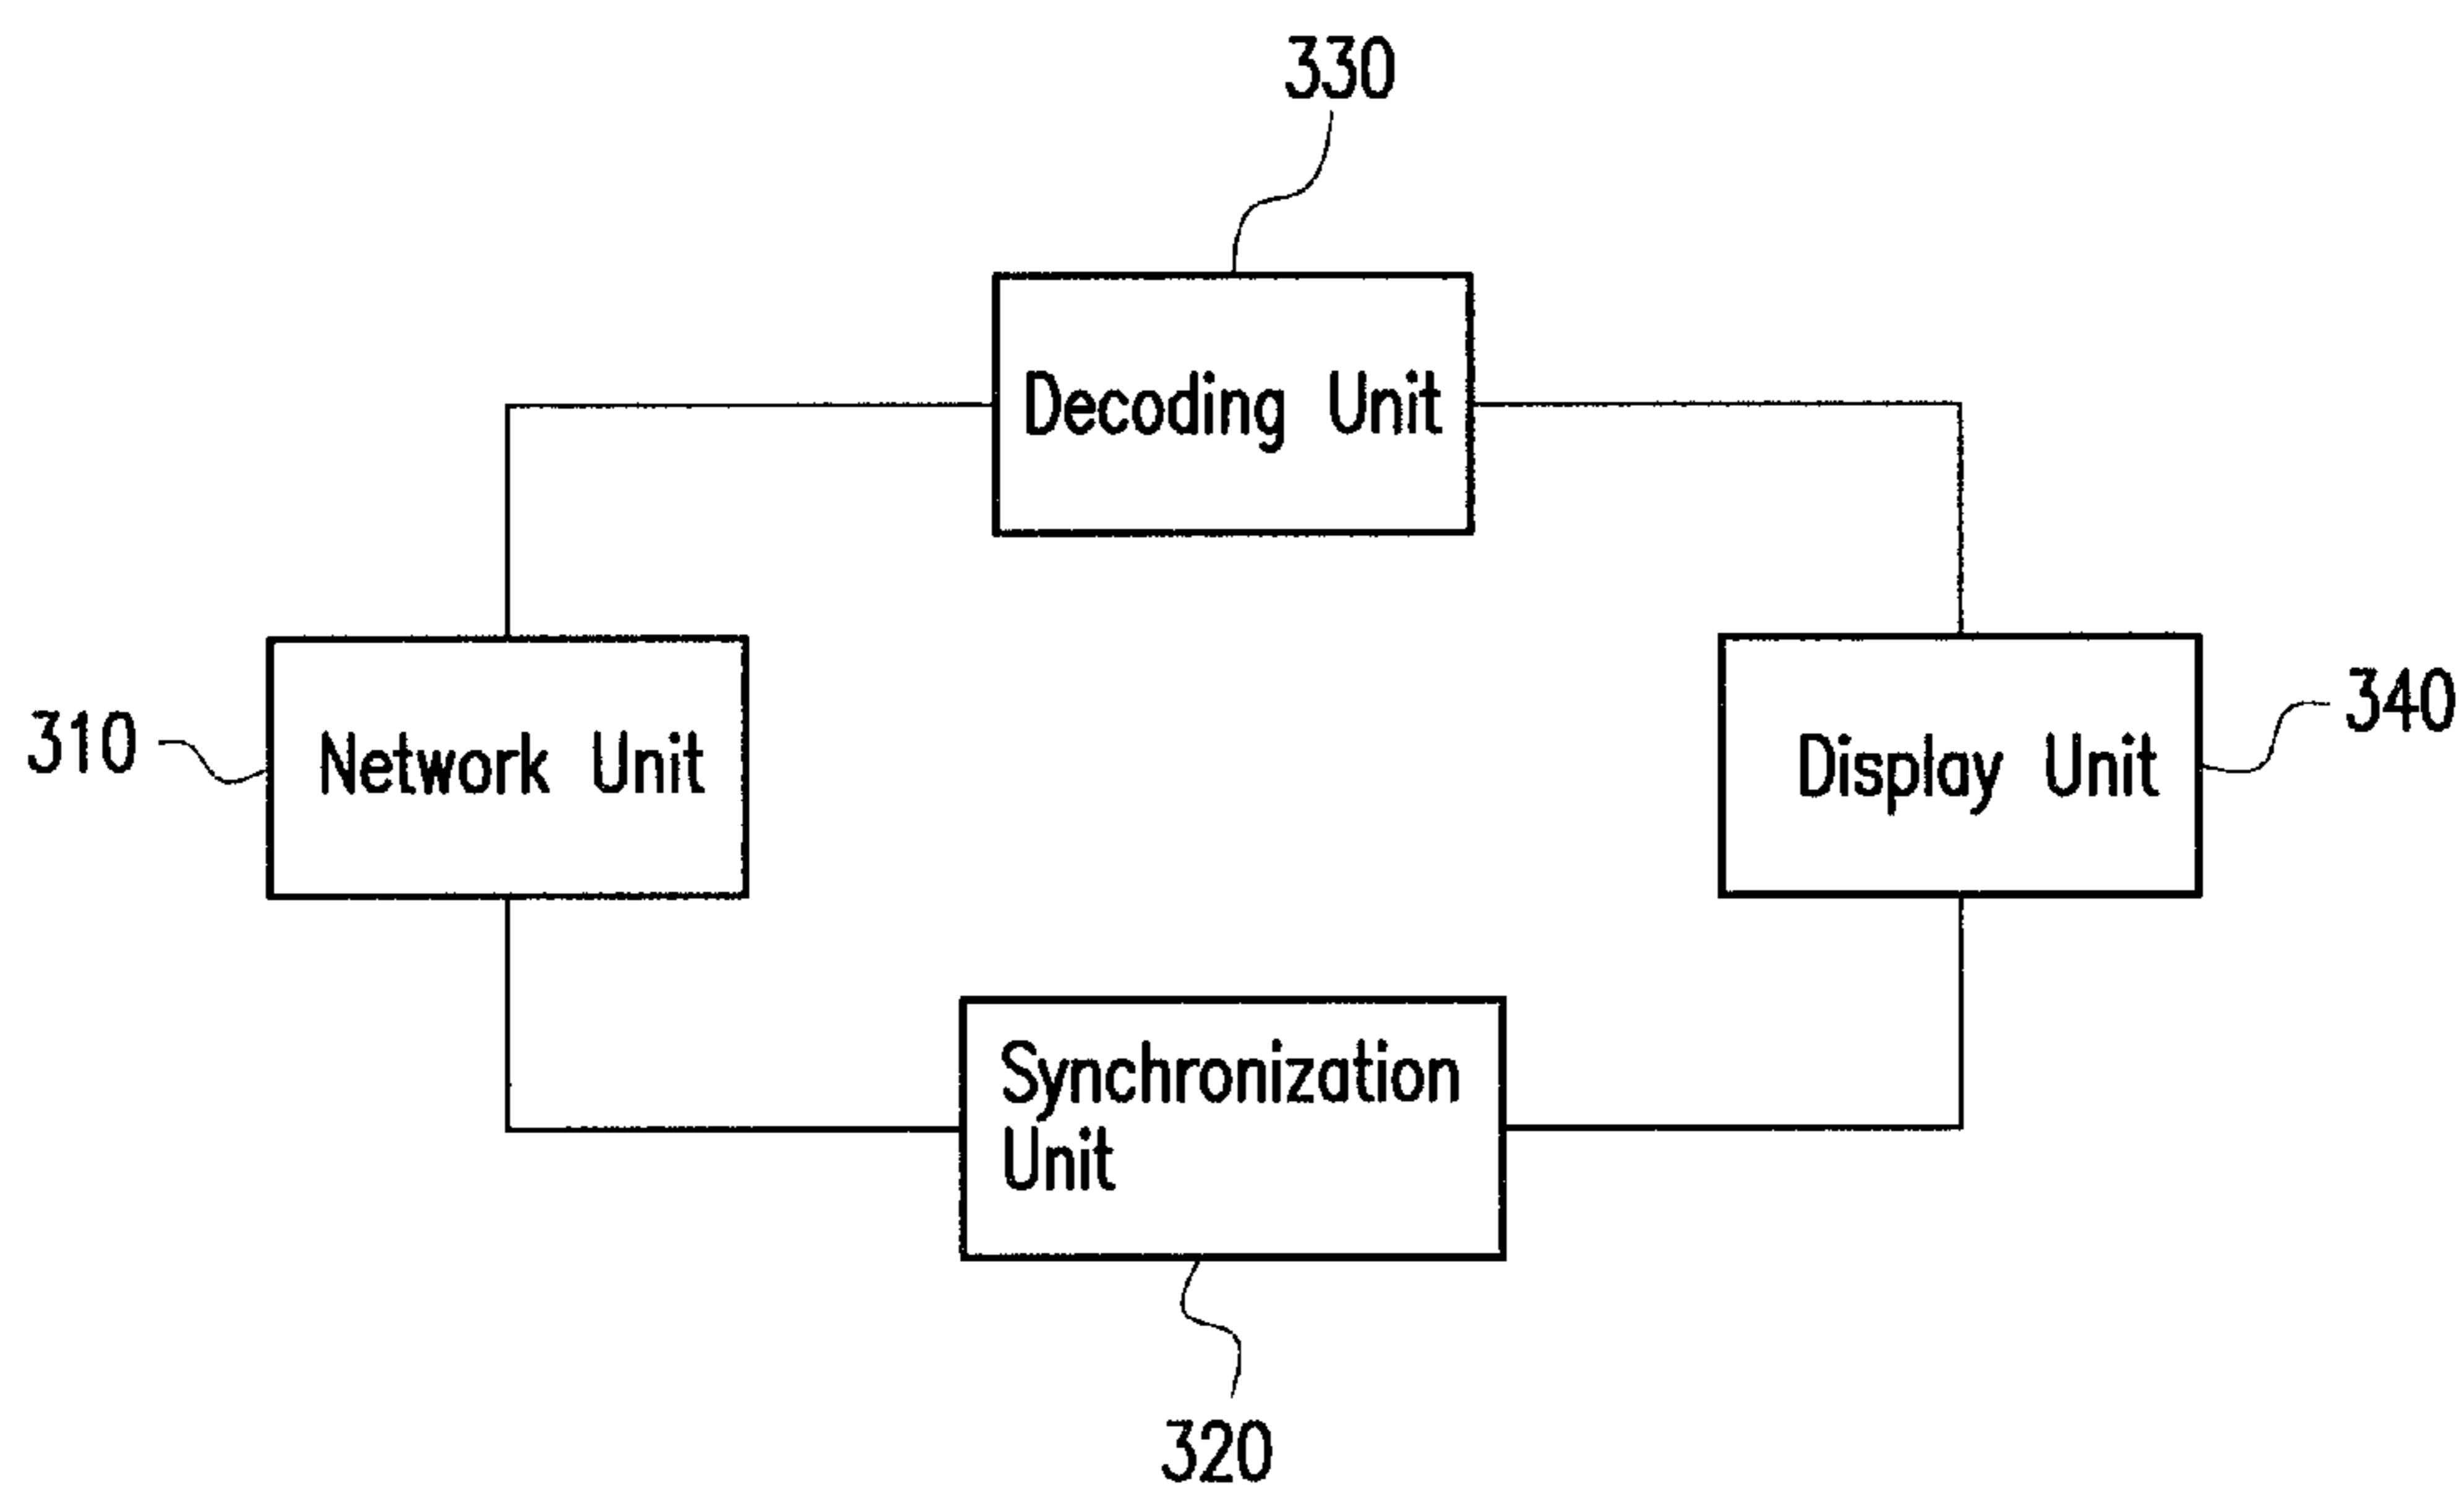 330
Decoding Unit
310
Network Unit
Display Unit
340
Synchronization
Unit
320